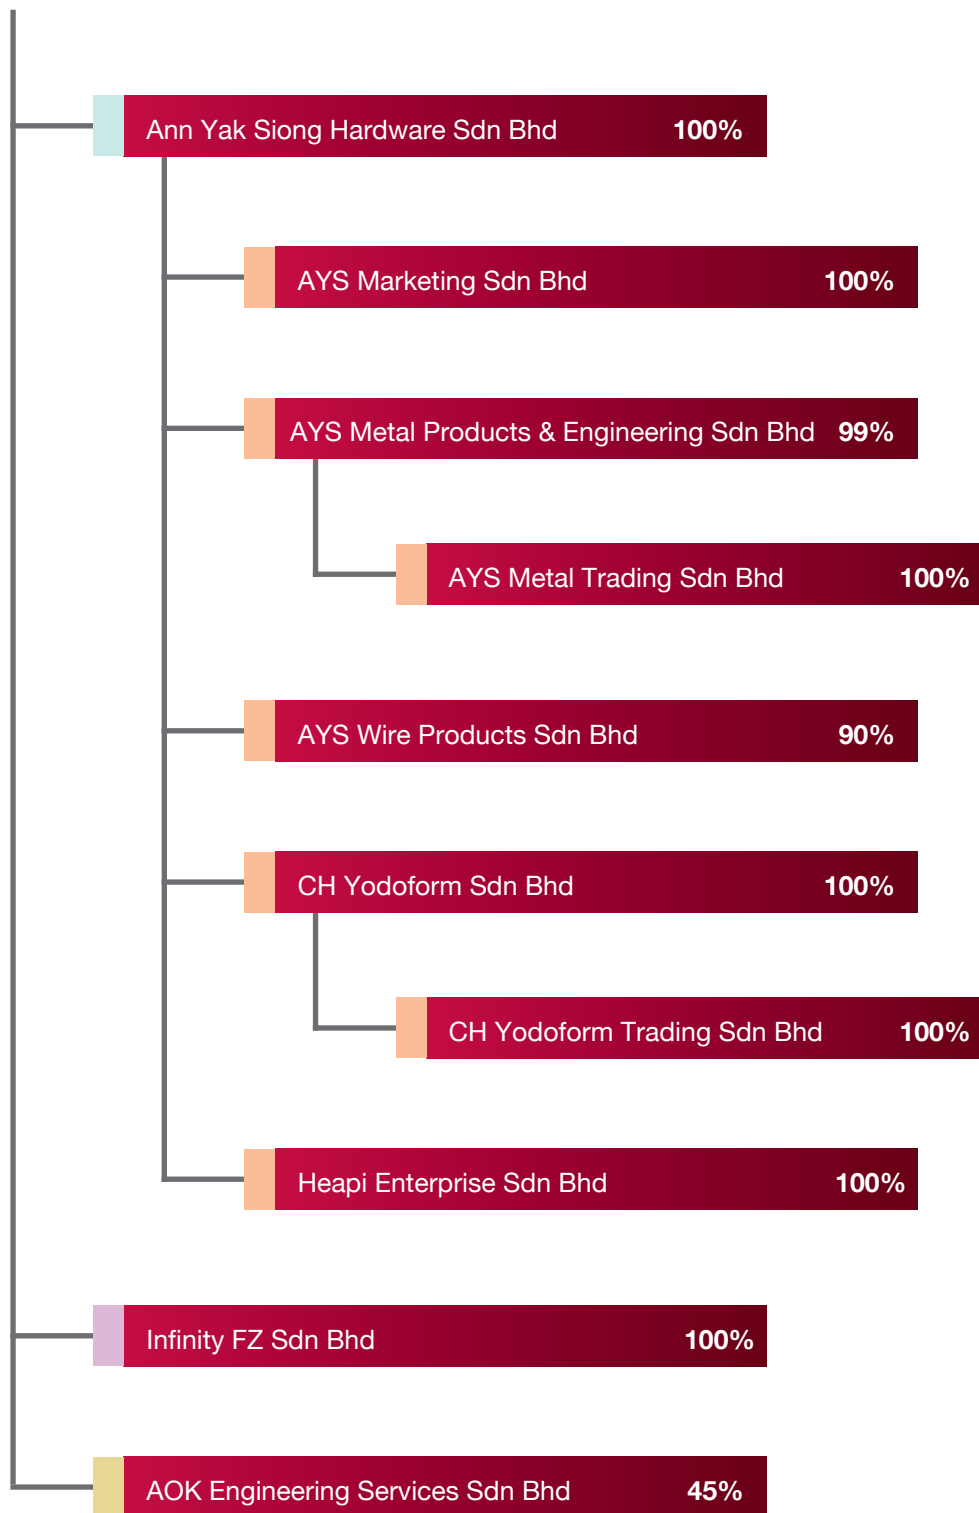 Ann Yak Siong Hardware Sdn Bhd 100%
AYS Marketing Sdn Bhd 100%
AYS Metal Products & Engineering Sdn Bhd 99%
AYS Metal Trading Sdn Bhd 100%
AYS Wire Products Sdn Bhd 90%
CH Yodoform Sdn Bhd 100%
CH Yodoform Trading Sdn Bhd 100%
Heapi Enterprise Sdn Bhd 100%
Infinity FZ Sdn Bhd 100%
AOK Engineering Services Sdn Bhd 45%